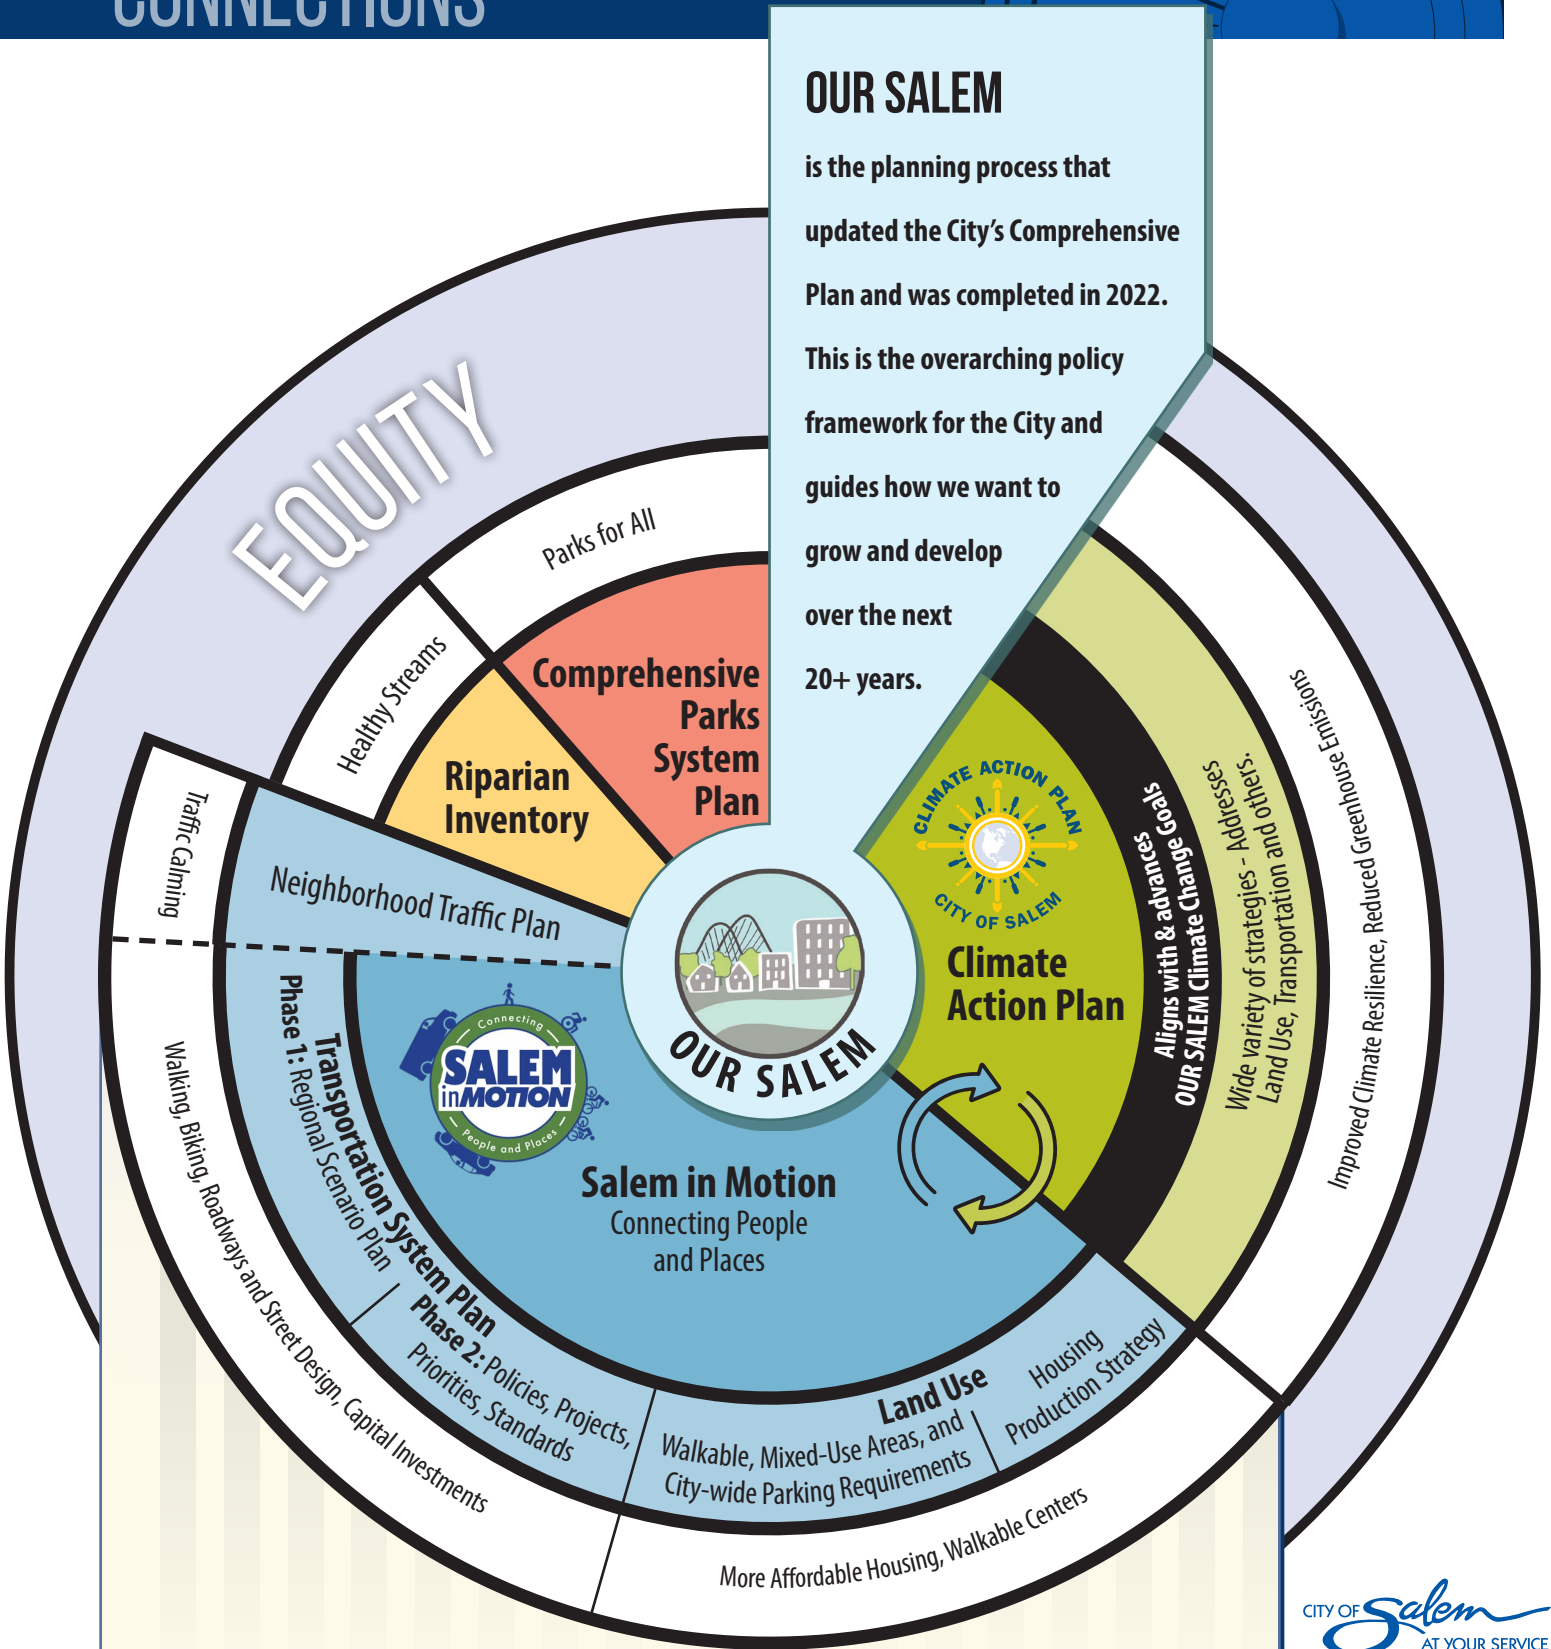 CONNECTIONS
OUR SALEM
is the planning process that
updated the City's Comprehensive
Plan and was completed in 2022.
This is the overarching policy
framework for the City and
guides how we want to
grow and develop
over the next
20+ years.
EQUITY
Parks for All
Healthy Streams
Comprehensive
Parks
System
Plan
Riparian
Inventory
Traffic Calming
Neighborhood Traffic Plan
CLIMATE ACTION PLAN
CITY OF SALEM
Climate
Action Plan
Aligns with & advances
OUR SALEM Climate Change Goals
Wide variety of strategies - Addresses
Land Use, Transportation and others.
Improved Climate Resilience, Reduced Greenhouse Emissions
OUR SALEM
Connecting
SALEM
in MOTION
People and Places
Salem in Motion
Connecting People
and Places
Transportation System Plan
Phase 1: Regional Scenario Plan
Phase 2: Policies, Projects,
Priorities, Standards
Walking, Biking, Roadways and Street Design, Capital Investments
Land Use
Walkable, Mixed-Use Areas, and
City-wide Parking Requirements
Housing
Production Strategy
More Affordable Housing, Walkable Centers
CITY OF Salem
AT YOUR SERVICE